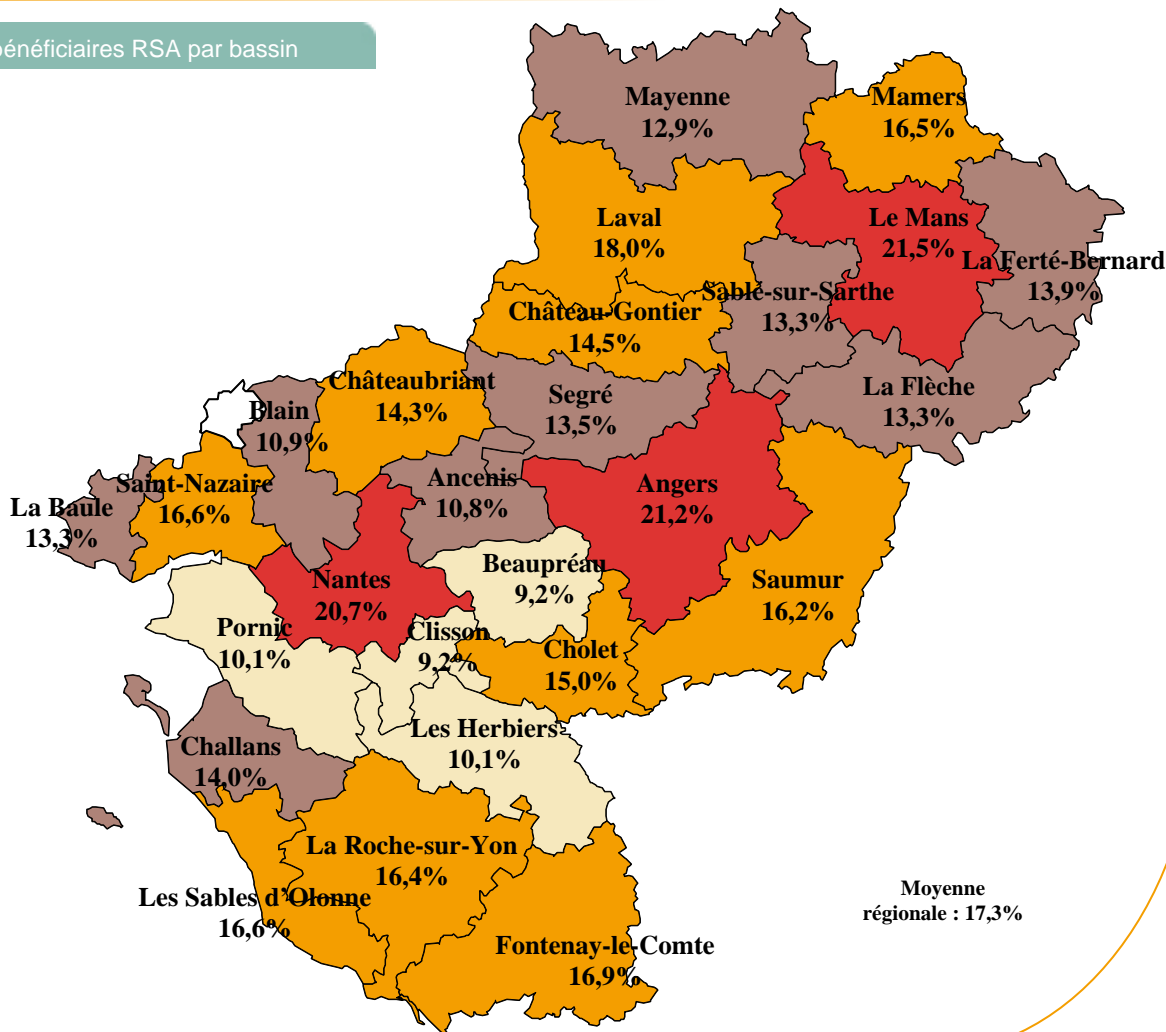 bénéficiaires RSA par bassin
Mayenne
12,9%
Mamers
16,5%
Laval
18,0%
Le Mans
21,5%
La Ferté-Bernard
13,9%
Sablé-sur-Sarthe
13,3%
Château-Gontier
14,5%
Châteaubriant
14,3%
Segré
13,5%
La Flèche
13,3%
Blain
10,9%
Saint-Nazaire
16,6%
La Baule
13,3%
Ancenis
10,8%
Angers
21,2%
Nantes
20,7%
Beaupréau
9,2%
Saumur
16,2%
Pornic
10,1%
Clisson
9,2%
Cholet
15,0%
Challans
14,0%
Les Herbiers
10,1%
La Roche-sur-Yon
16,4%
Les Sables d'Olonne
16,6%
Fontenay-le-Comte
16,9%
Moyenne
régionale : 17,3%